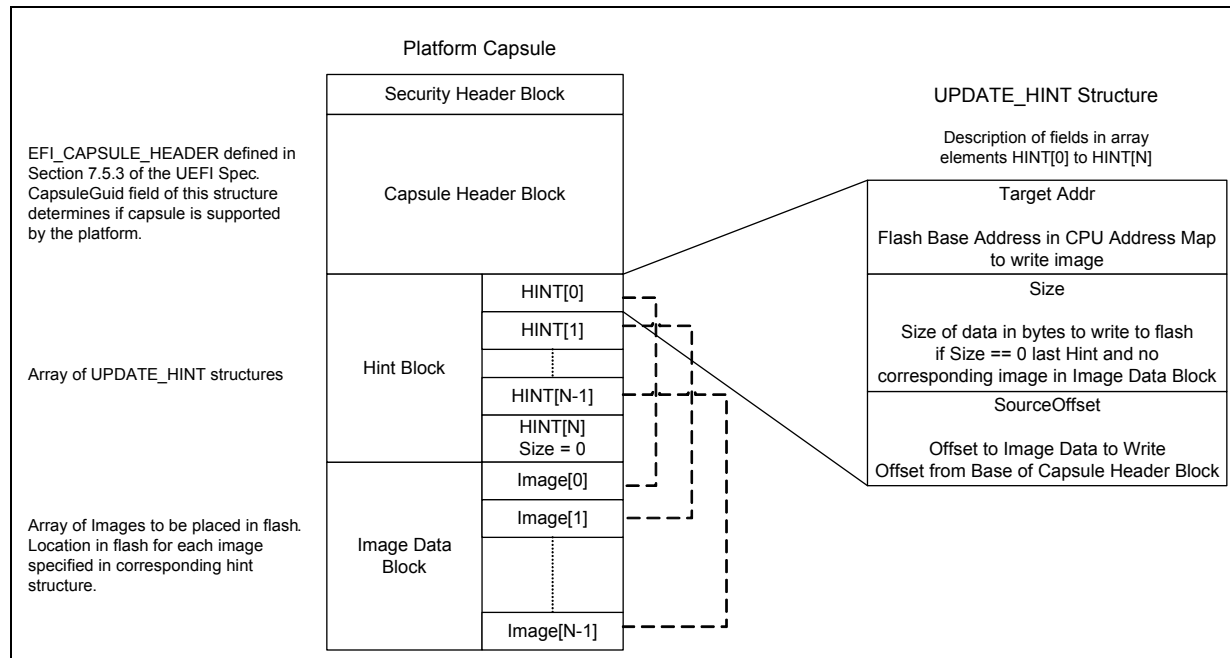 Platform Capsule
Security Header Block
EFI_CAPSULE_HEADER defined in
Section 7.5.3 of the UEFI Spec.
CapsuleGuid field of this structure
determines if capsule is supported
by the platform.
Capsule Header Block
Array of UPDATE_HINT structures
Hint Block
HINT[0]
HINT[1]
HINT[N-1]
HINT[N]
Size = 0
Array of Images to be placed in flash.
Location in flash for each image
specified in corresponding hint
structure.
Image Data
Block
Image[0]
Image[1]
Image[N-1]
UPDATE_HINT Structure
Description of fields in array
elements HINT[0] to HINT[N]
Target Addr
Flash Base Address in CPU Address Map
to write image
Size
Size of data in bytes to write to flash
if Size == 0 last Hint and no
corresponding image in Image Data Block
SourceOffset
Offset to Image Data to Write
Offset from Base of Capsule Header Block